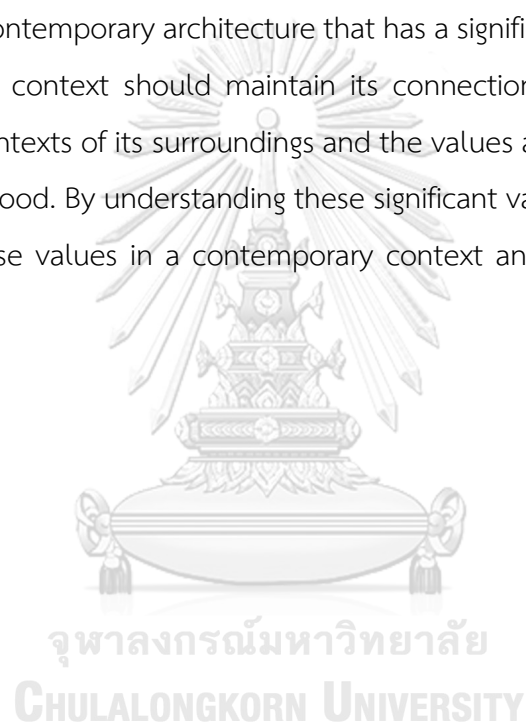 ontemporary architecture that has a signifi
context should maintain its connection
ntexts of its surroundings and the values a
ood. By understanding these significant va
se values in a contemporary context an
จุฬาลงกรณ์มหาวิทยาลัย
CHULALONGKORN UNIVERSITY